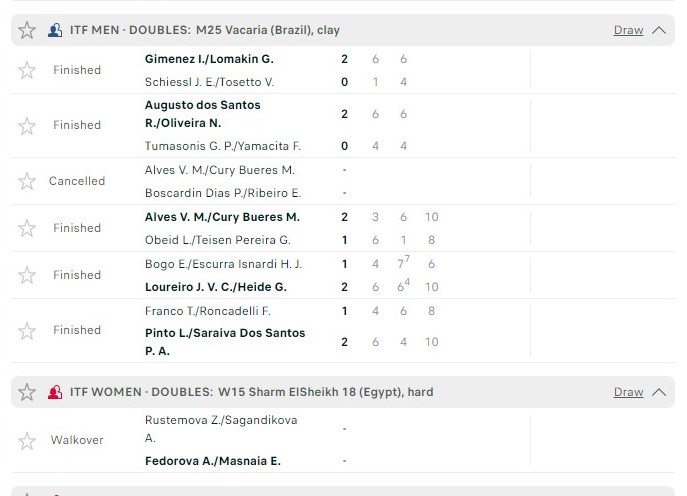 ITF MEN - DOUBLES: M25 Vacaria (Brazil), clay Draw
Finished
Gimenez I./Lomakin G. 2 6 6
Schiessl J. E./Tosetto V. 0 1 4
Finished
Augusto dos Santos
R./Oliveira N. 2 6 6
Tumasonis G. P./Yamacita F. 0 4 4
Cancelled
Alves V. M./Cury Bueres M. -
Boscardin Dias P./Ribeiro E. -
Finished
Alves V. M./Cury Bueres M. 2 3 6 10
Obeid L./Teisen Pereira G. 1 6 1 8
Finished
Bogo E./Escurra Isnardi H. J. 1 4 7⁷ 6
Loureiro J. V. C./Heide G. 2 6 6⁴ 10
Finished
Franco T./Roncadelli F. 1 4 6 8
Pinto L./Saraiva Dos Santos
P. A. 2 6 4 10
ITF WOMEN - DOUBLES: W15 Sharm ElSheikh 18 (Egypt), hard Draw
Walkover
Rustemova Z./Sagandikova
A. -
Fedorova A./Masnaia E. -